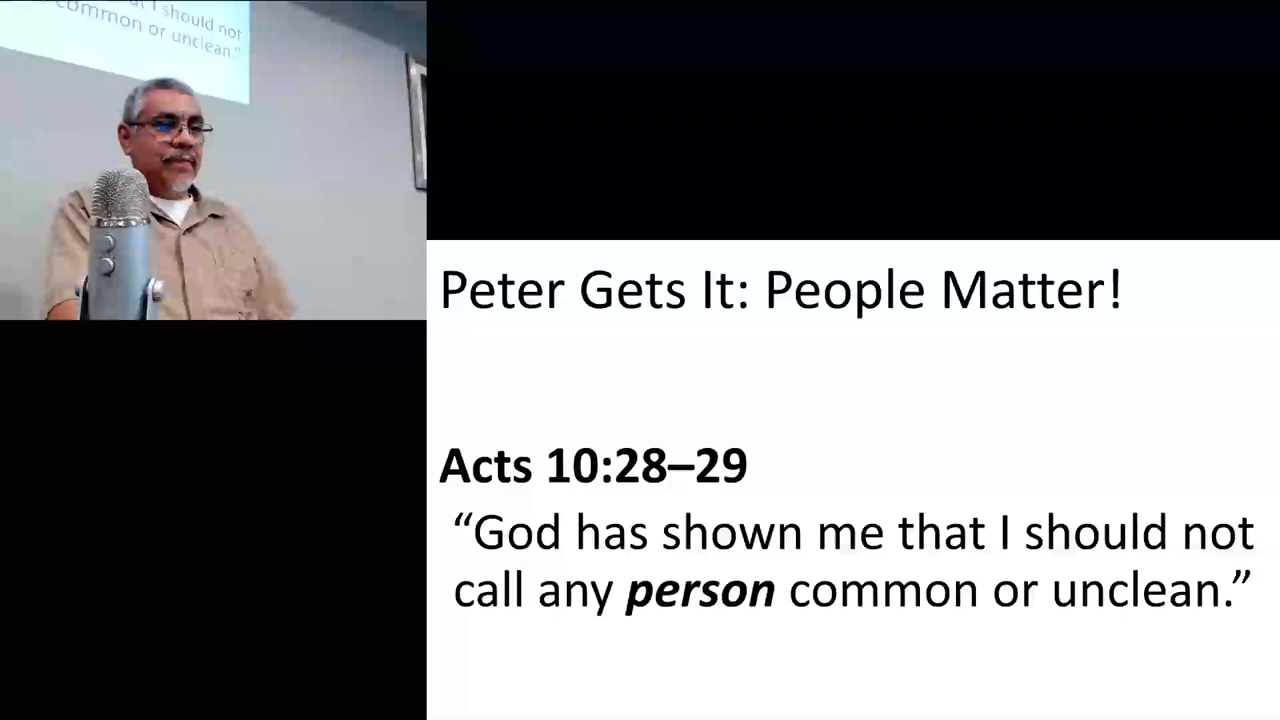 I should not
common or unclean."
Peter Gets It: People Matter!
Acts 10:28–29
“God has shown me that I should not
call any person common or unclean.”